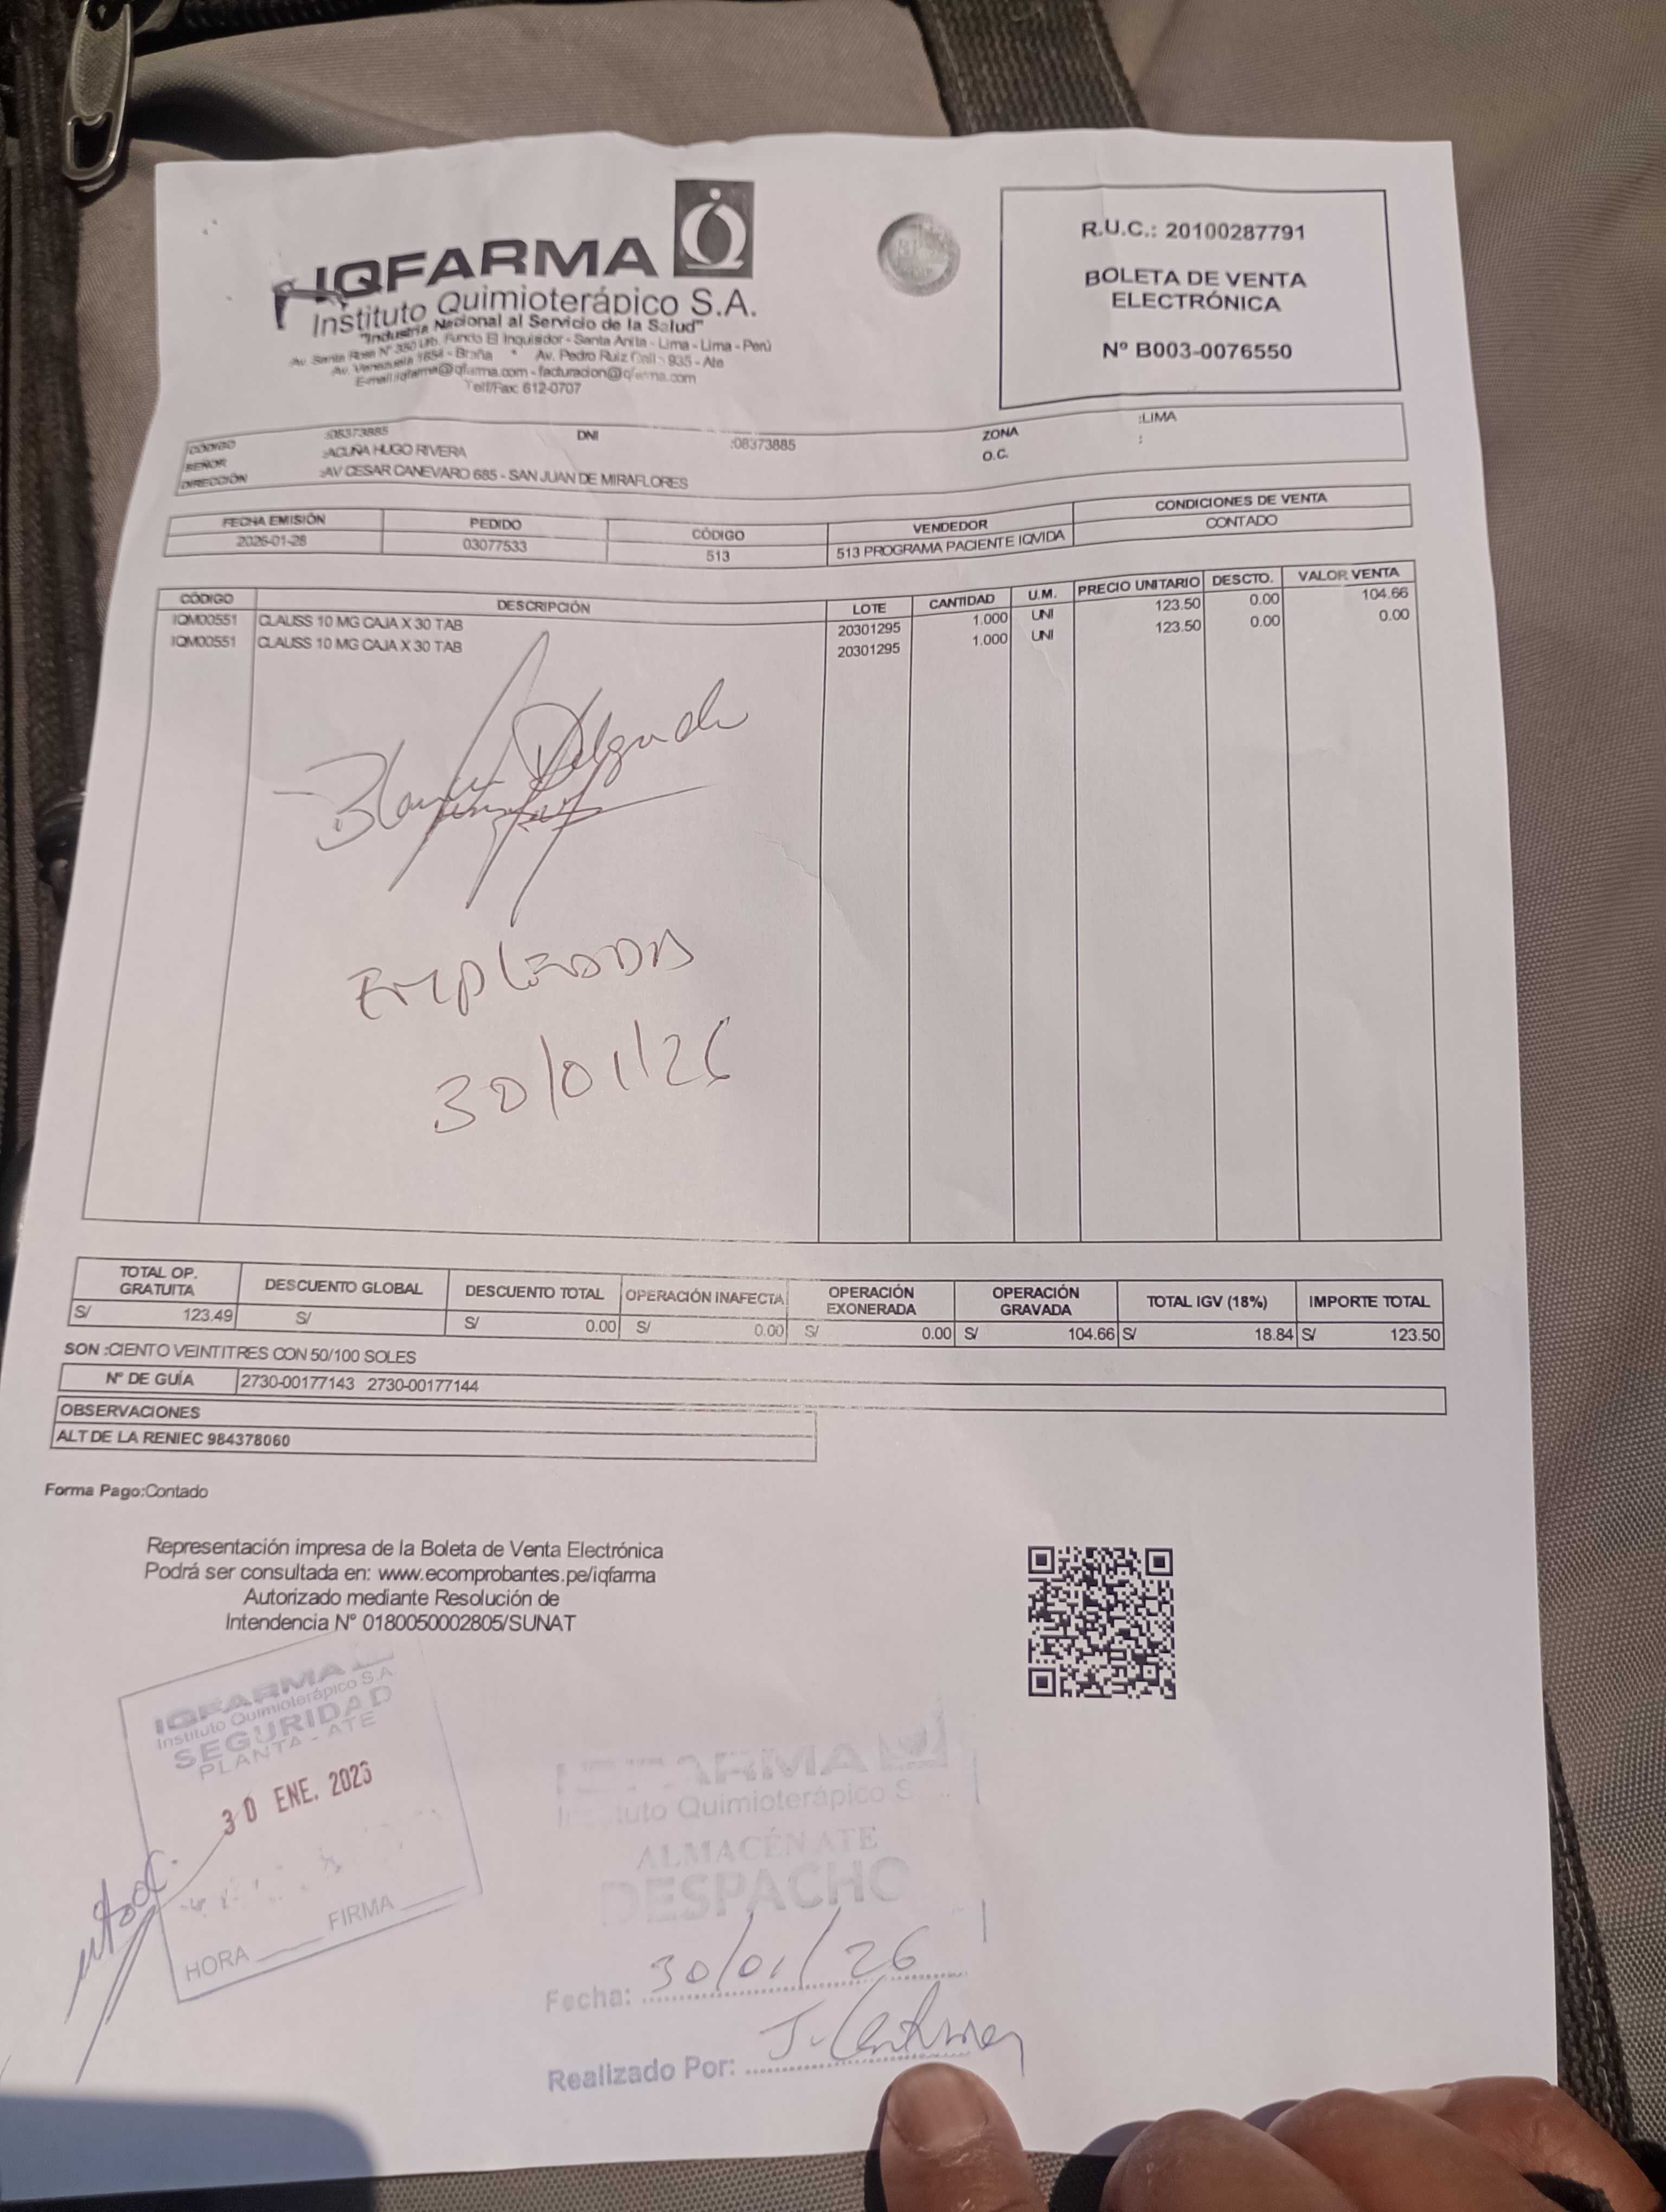 IQFARMA
Instituto Quimioterápico S.A.
"Industria Nacional al Servicio de la Salud"
Av. Santa Rosa N° 350 Urb. Fundo El Inquisidor - Santa Anita - Lima - Lima - Perú
Av. Venezuela 1654 - Breña * Av. Pedro Ruiz Gallo 935 - Ate
facturacion@iqfarma.com
Telf/Fax: 612-0707
R.U.C.: 20100287791
BOLETA DE VENTA
ELECTRÓNICA
Nº B003-0076550
CÓDIGO :08373885 DNI :08373885 ZONA :LIMA
SEÑOR :ACUÑA HUGO RIVERA O.C. :
DIRECCIÓN :AV CESAR CANEVARO 685 - SAN JUAN DE MIRAFLORES
FECHA EMISIÓN PEDIDO CÓDIGO VENDEDOR CONDICIONES DE VENTA
2026-01-28 03077533 513 513 PROGRAMA PACIENTE IQVIDA CONTADO
CÓDIGO DESCRIPCIÓN LOTE CANTIDAD U.M. PRECIO UNITARIO DESCTO. VALOR VENTA
IQM00551 CLAUSS 10 MG CAJA X 30 TAB 20301295 1.000 UNI 123.50 0.00 104.66
IQM00551 CLAUSS 10 MG CAJA X 30 TAB 20301295 1.000 UNI 123.50 0.00 0.00
Blanca Delgado
EMPLEADA
30/01/26
TOTAL OP. GRATUITA DESCUENTO GLOBAL DESCUENTO TOTAL OPERACIÓN INAFECTA OPERACIÓN EXONERADA OPERACIÓN GRAVADA TOTAL IGV (18%) IMPORTE TOTAL
S/ 123.49 S/ S/ 0.00 S/ 0.00 S/ 0.00 S/ 104.66 S/ 18.84 S/ 123.50
SON :CIENTO VEINTITRES CON 50/100 SOLES
N° DE GUÍA 2730-00177143 2730-00177144
OBSERVACIONES
ALT DE LA RENIEC 984378060
Forma Pago:Contado
Representación impresa de la Boleta de Venta Electrónica
Podrá ser consultada en: www.ecomprobantes.pe/iqfarma
Autorizado mediante Resolución de
Intendencia N° 0180050002805/SUNAT
IQFARMA
Instituto Quimioterápico S.A.
SEGURIDAD
PLANTA - ATE
30 ENE. 2026
HORA FIRMA
IQFARMA
Instituto Quimioterápico S.
ALMACÉN ATE
DESPACHO
Fecha: 30/01/26
Realizado Por: J.